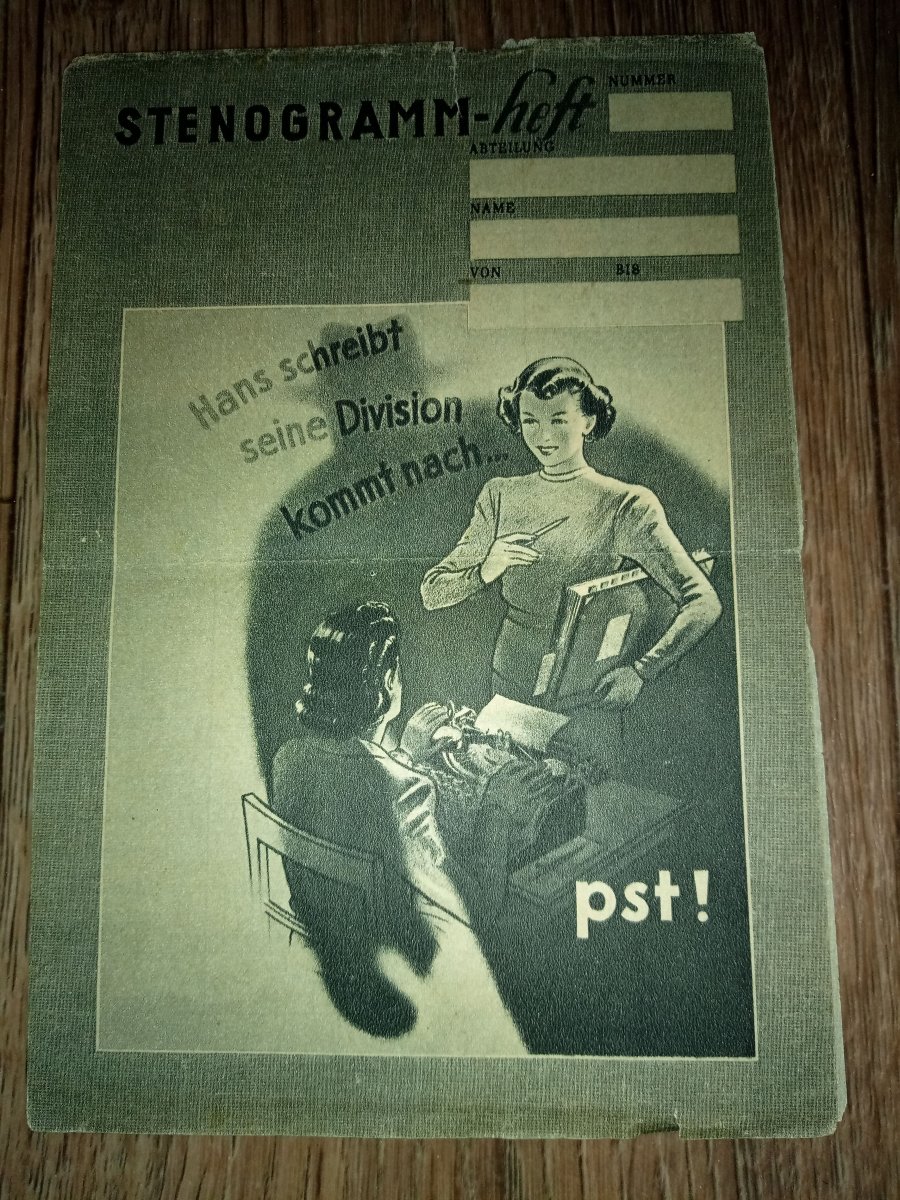 STENOGRAMM-heft
NUMMER
ABTEILUNG
NAME
VON BIS
Hans schreibt
seine Division
kommt nach...
pst!